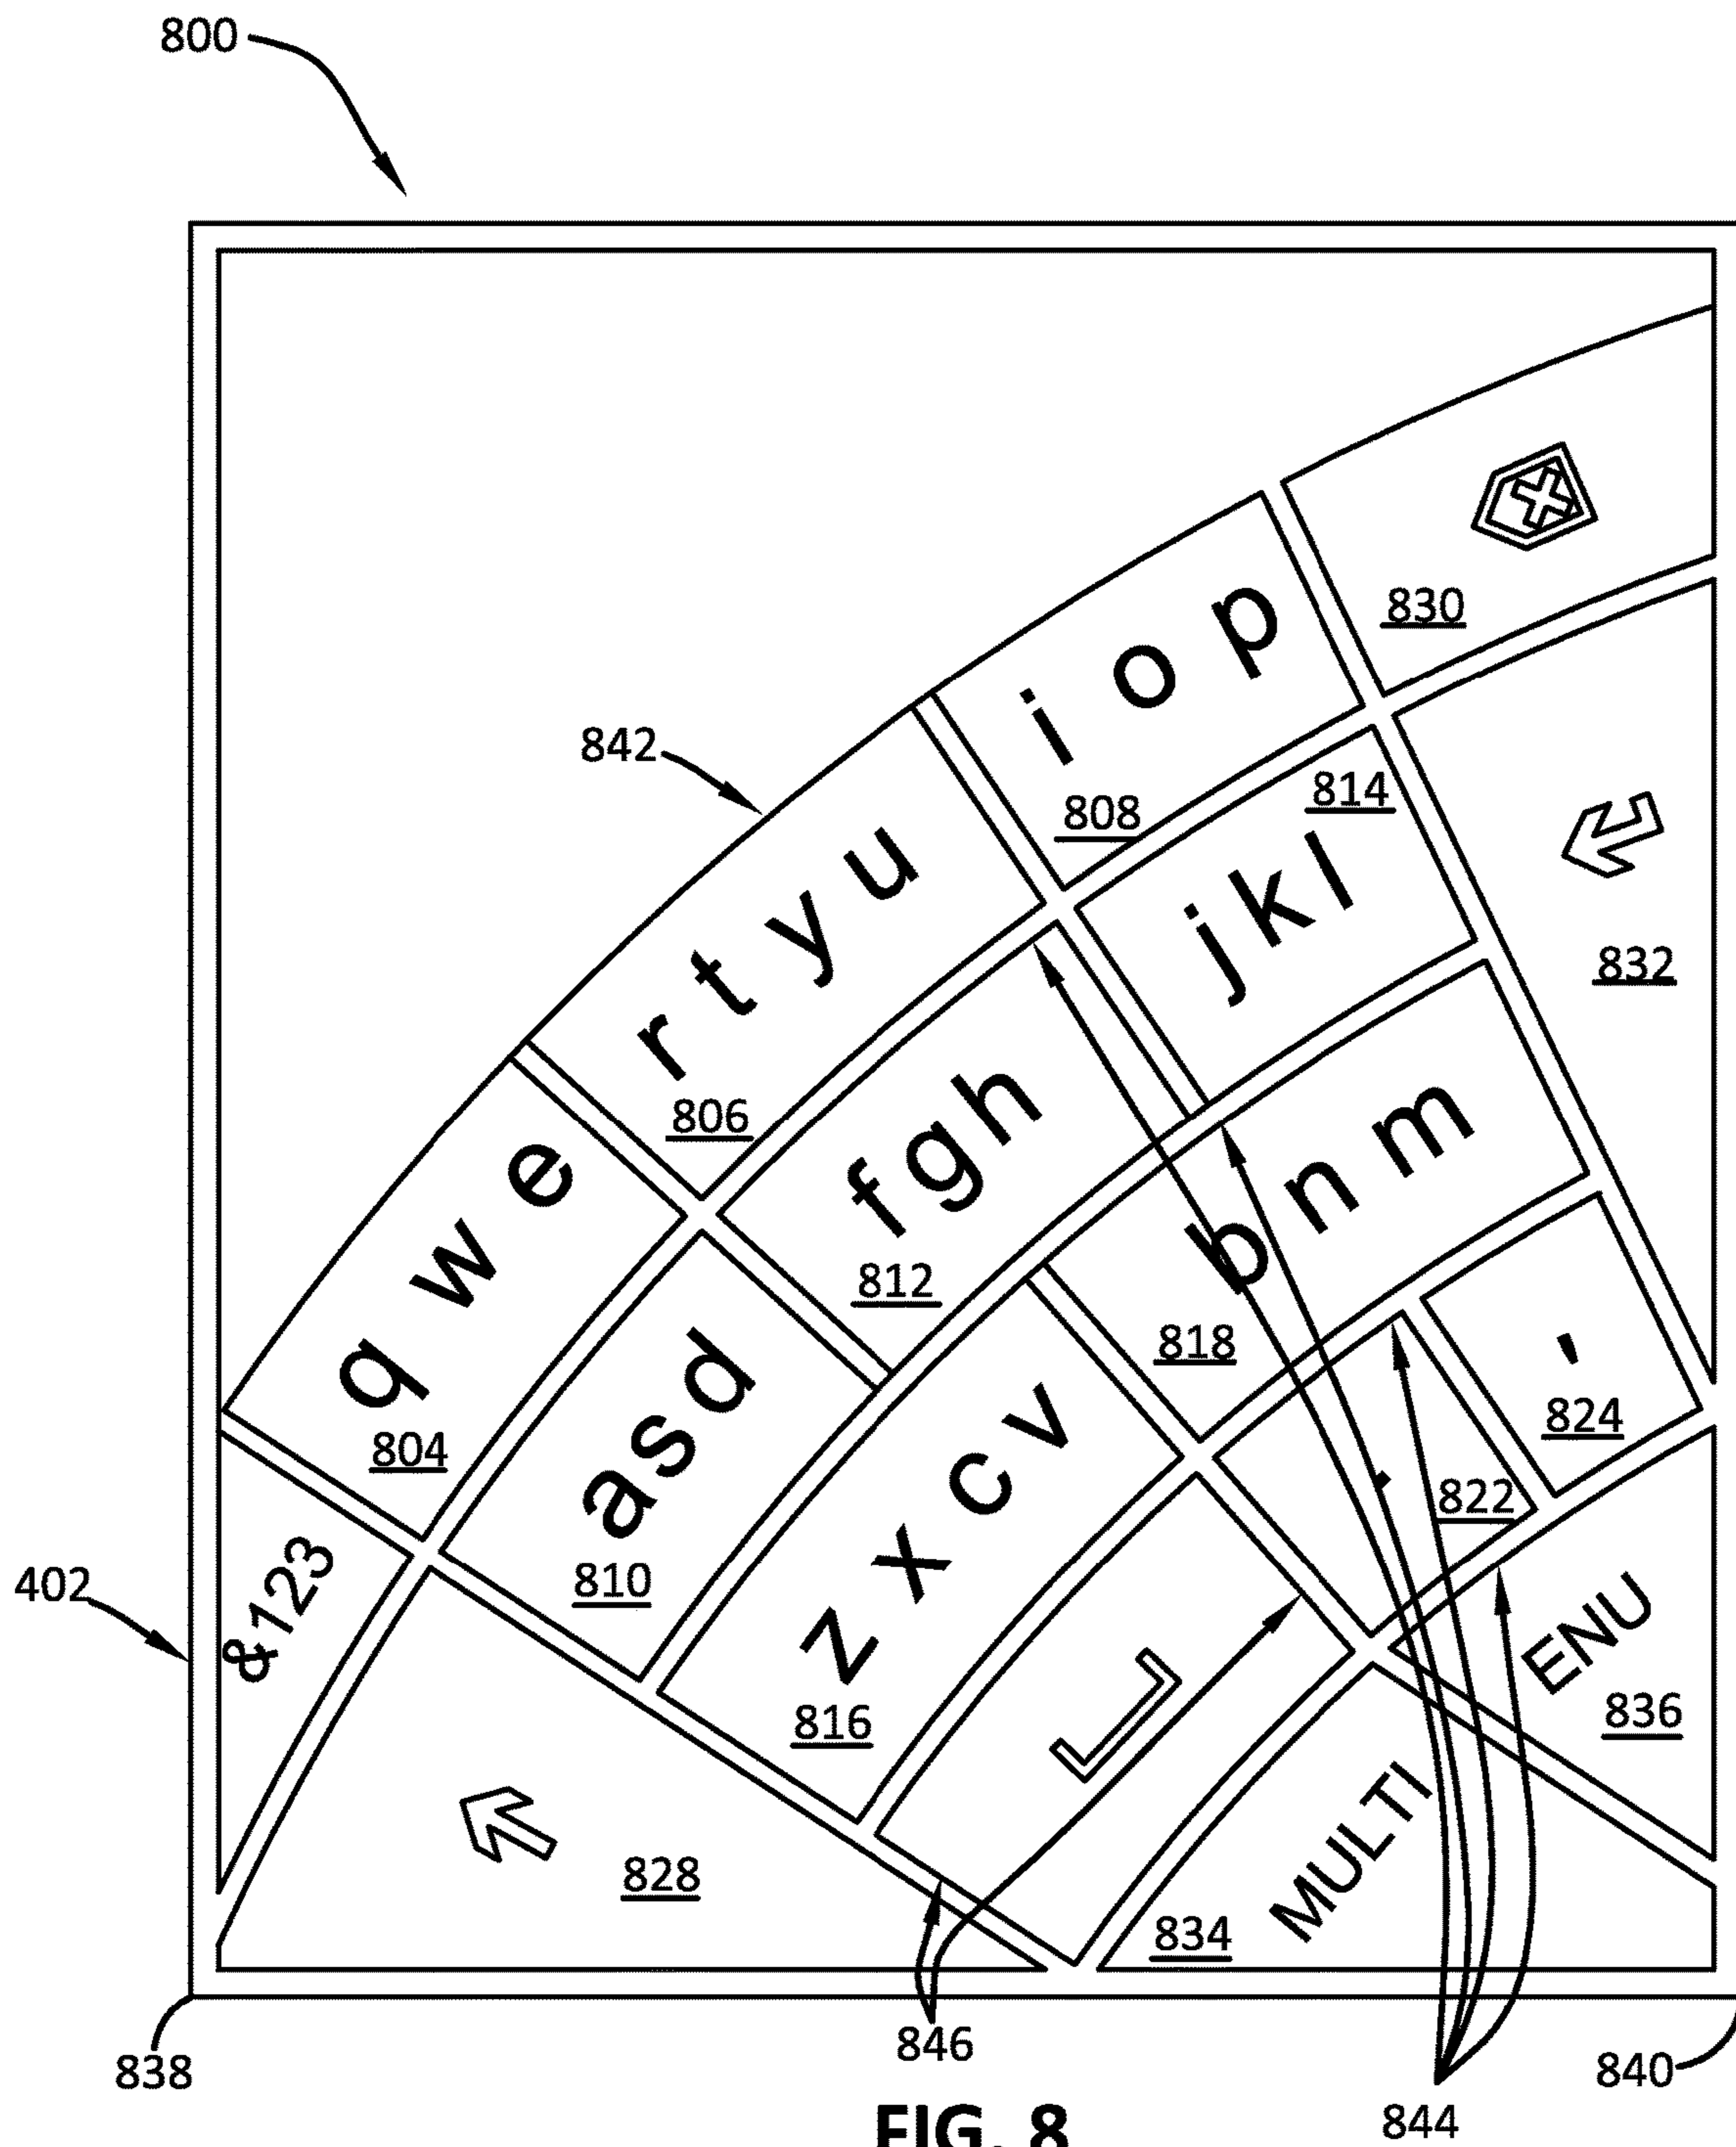 800
830
i o p
808
842
814
j k l
r t y u
832
806
f g h
812
q w e
804
b n m
818
'
824
a s d
810
.
822
&123
402
z x c v
816
ENU
836
828
MULTI
834
838
846
840
844
FIG. 8